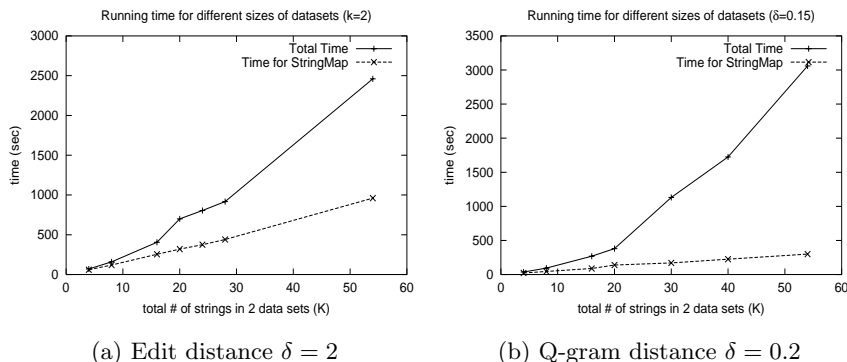 Running time for different sizes of datasets (k=2)
3000
2500
2000
1500
1000
500
0
time (sec)
Total Time
Time for StringMap
0 10 20 30 40 50 60
total # of strings in 2 data sets (K)
(a) Edit distance δ = 2
Running time for different sizes of datasets (δ=0.15)
3500
3000
2500
2000
1500
1000
500
0
time (sec)
Total Time
Time for StringMap
0 10 20 30 40 50 60
total # of strings in 2 data sets (K)
(b) Q-gram distance δ = 0.2